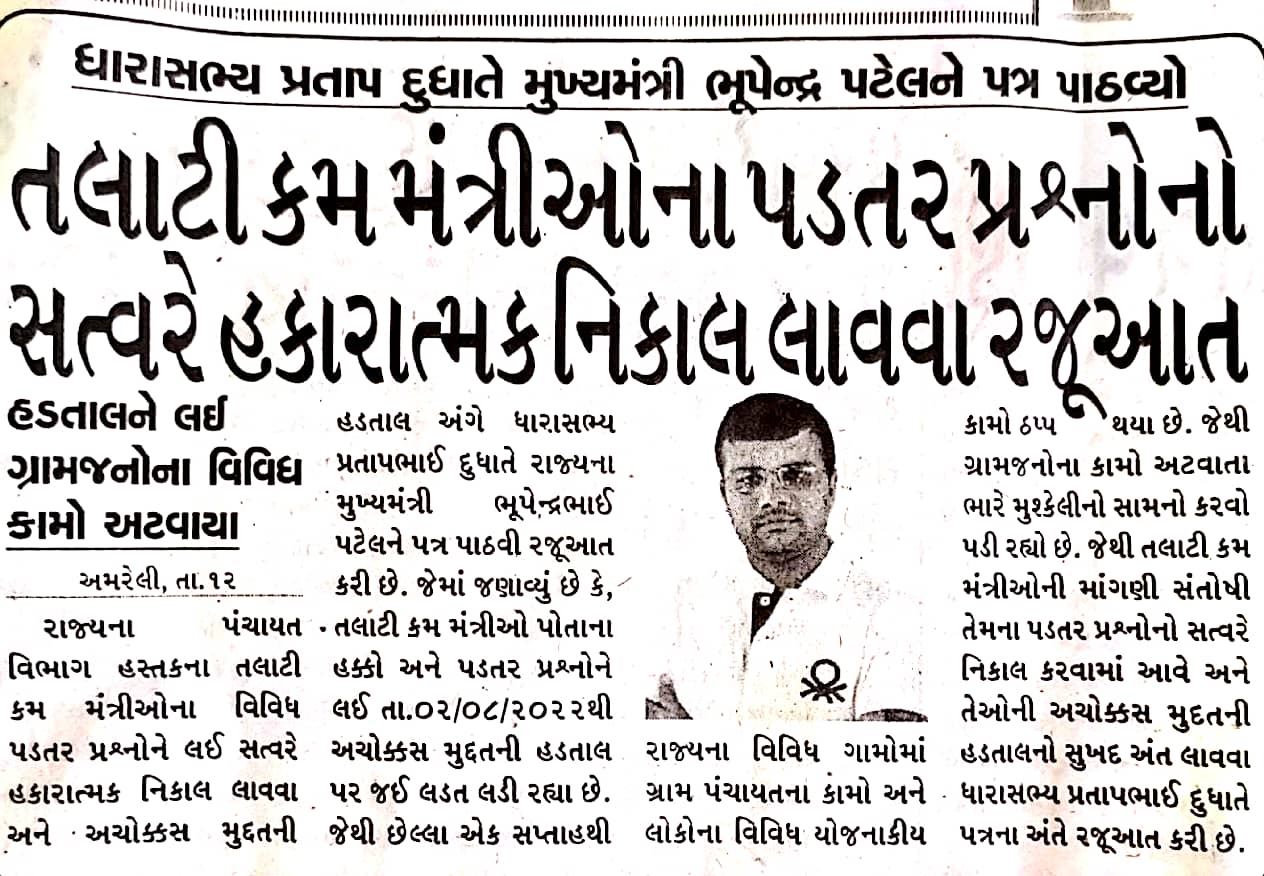 ધારાસભ્ય પ્રતાપ દુધાતે મુખ્યમંત્રી ભૂપેન્દ્ર પટેલને પત્ર પાઠવ્યો
તલાટી કમ મંત્રીઓના પડતર પ્રશ્નોનો
સત્વરે હકારાત્મક નિકાલ લાવવા રજૂઆત
હડતાલને લઈ
ગ્રામજનોના વિવિધ
કામો અટવાયા
અમરેલી, તા.૧૨
રાજ્યના પંચાયત
વિભાગ હસ્તકના તલાટી
કમ મંત્રીઓના વિવિધ
પડતર પ્રશ્નોને લઈ સત્વરે
હકારાત્મક નિકાલ લાવવા
અને અચોક્કસ મુદ્દતની
હડતાલ અંગે ધારાસભ્ય
પ્રતાપભાઈ દુધાતે રાજ્યના
મુખ્યમંત્રી ભૂપેન્દ્રભાઈ
પટેલને પત્ર પાઠવી રજૂઆત
કરી છે. જેમાં જણાવ્યું છે કે,
તલાટી કમ મંત્રીઓ પોતાના
હક્કો અને પડતર પ્રશ્નોને
લઈ તા.૦૨/૦૮/૨૦૨૨થી
અચોક્કસ મુદ્દતની હડતાલ
પર જઈ લડત લડી રહ્યા છે.
જેથી છેલ્લા એક સપ્તાહથી
રાજ્યના વિવિધ ગામોમાં
ગ્રામ પંચાયતના કામો અને
લોકોના વિવિધ યોજનાકીય
કામો ઠપ્પ થયા છે. જેથી
ગ્રામજનોના કામો અટવાતા
ભારે મુશ્કેલીનો સામનો કરવો
પડી રહ્યો છે. જેથી તલાટી કમ
મંત્રીઓની માંગણી સંતોષી
તેમના પડતર પ્રશ્નોનો સત્વરે
નિકાલ કરવામાં આવે અને
તેઓની અચોક્કસ મુદ્દતની
હડતાલનો સુખદ અંત લાવવા
ધારાસભ્ય પ્રતાપભાઈ દુધાતે
પત્રના અંતે રજૂઆત કરી છે.